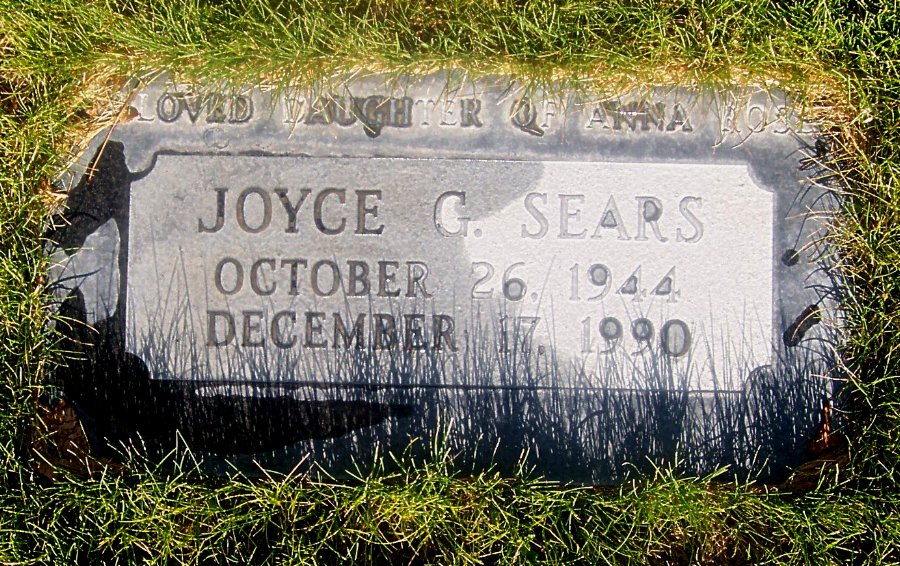 LOVED DAUGHTER OF ANNA ROSE
JOYCE G. SEARS
OCTOBER 26, 1944
DECEMBER 17, 1990